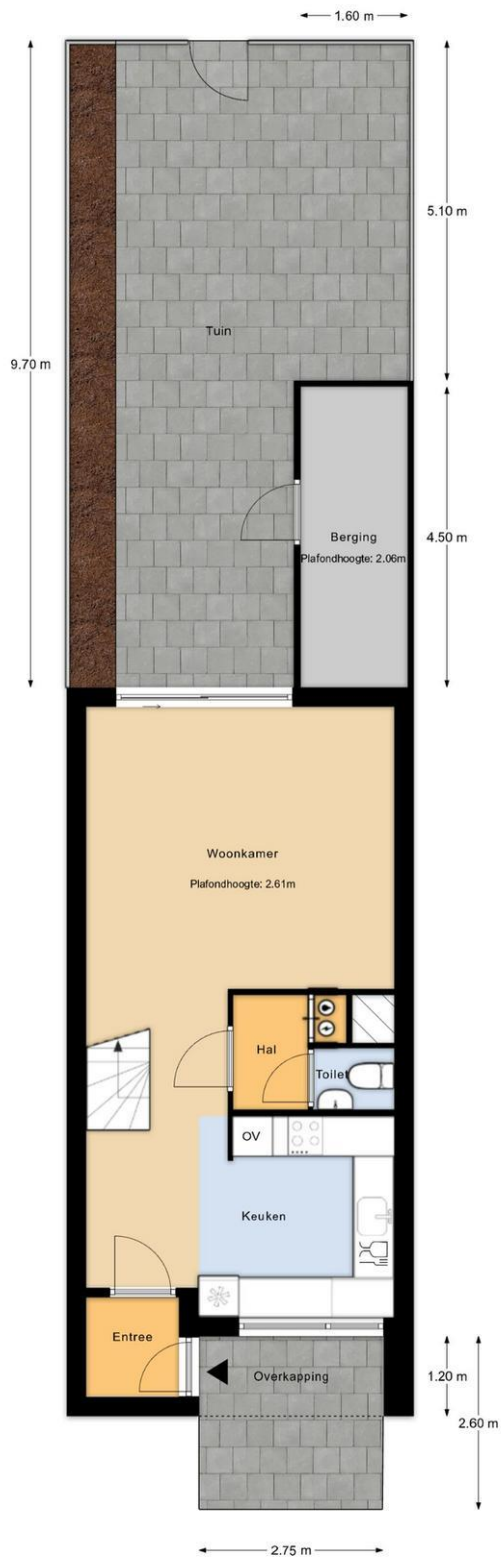 1.60 m
5.10 m
Tuin
9.70 m
Berging
Plafondhoogte: 2.06m
4.50 m
Woonkamer
Plafondhoogte: 2.61m
Hal
Toilet
OV
Keuken
Entree
Overkapping
1.20 m
2.60 m
2.75 m